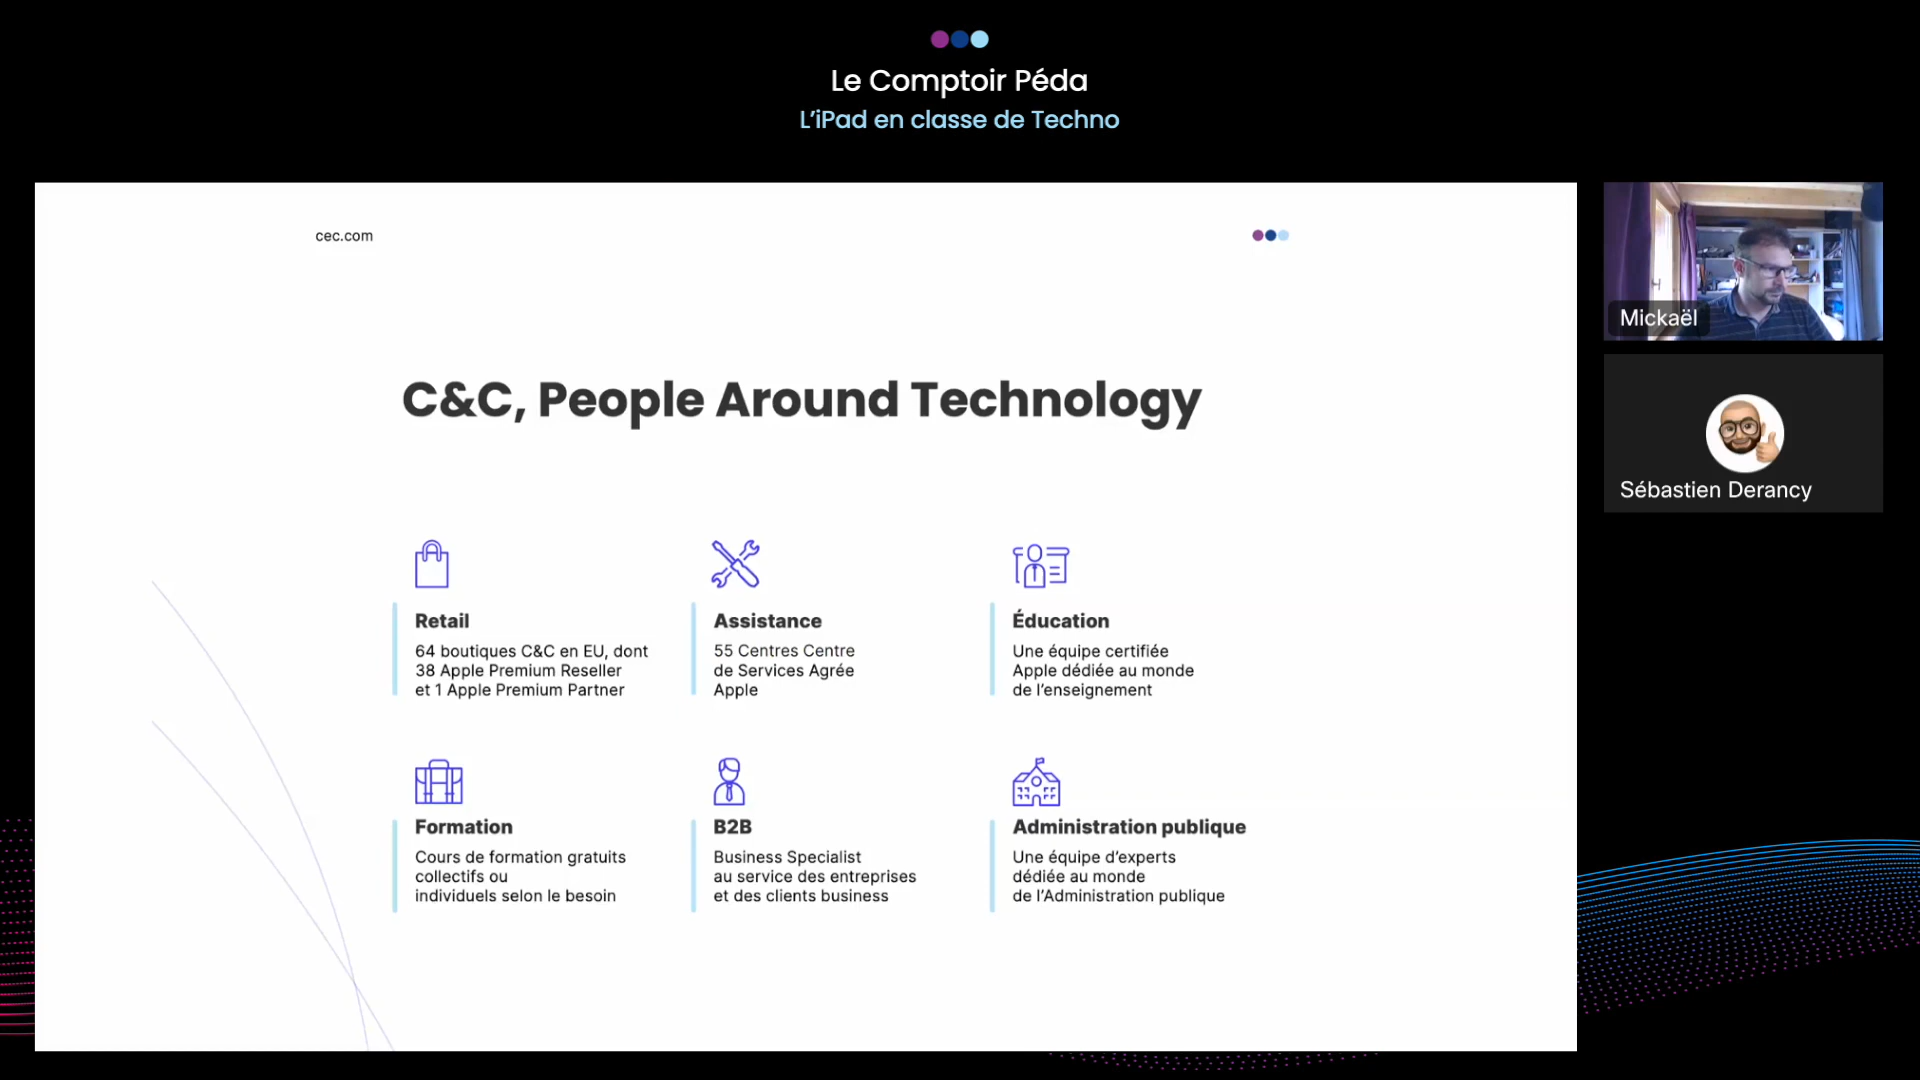 Le Comptoir Péda
L'iPad en classe de Techno
cec.com
C&C, People Around Technology
Retail
64 boutiques C&C en EU, dont
38 Apple Premium Reseller
et 1 Apple Premium Partner
Assistance
55 Centres Centre
de Services Agrée
Apple
Éducation
Une équipe certifiée
Apple dédiée au monde
de l'enseignement
Formation
Cours de formation gratuits
collectifs ou
individuels selon le besoin
B2B
Business Specialist
au service des entreprises
et des clients business
Administration publique
Une équipe d'experts
dédiée au monde
de l'Administration publique
Mickaël
Sébastien Derancy